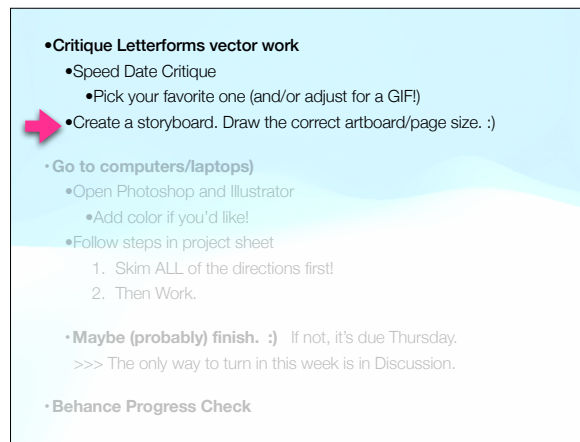 •Critique Letterforms vector work
•Speed Date Critique
•Pick your favorite one (and/or adjust for a GIF!)
•Create a storyboard. Draw the correct artboard/page size. :)
•Go to computers/laptops)
•Open Photoshop and Illustrator
•Add color if you'd like!
•Follow steps in project sheet
1. Skim ALL of the directions first!
2. Then Work.
•Maybe (probably) finish. :) If not, it's due Thursday.
>>> The only way to turn in this week is in Discussion.
•Behance Progress Check